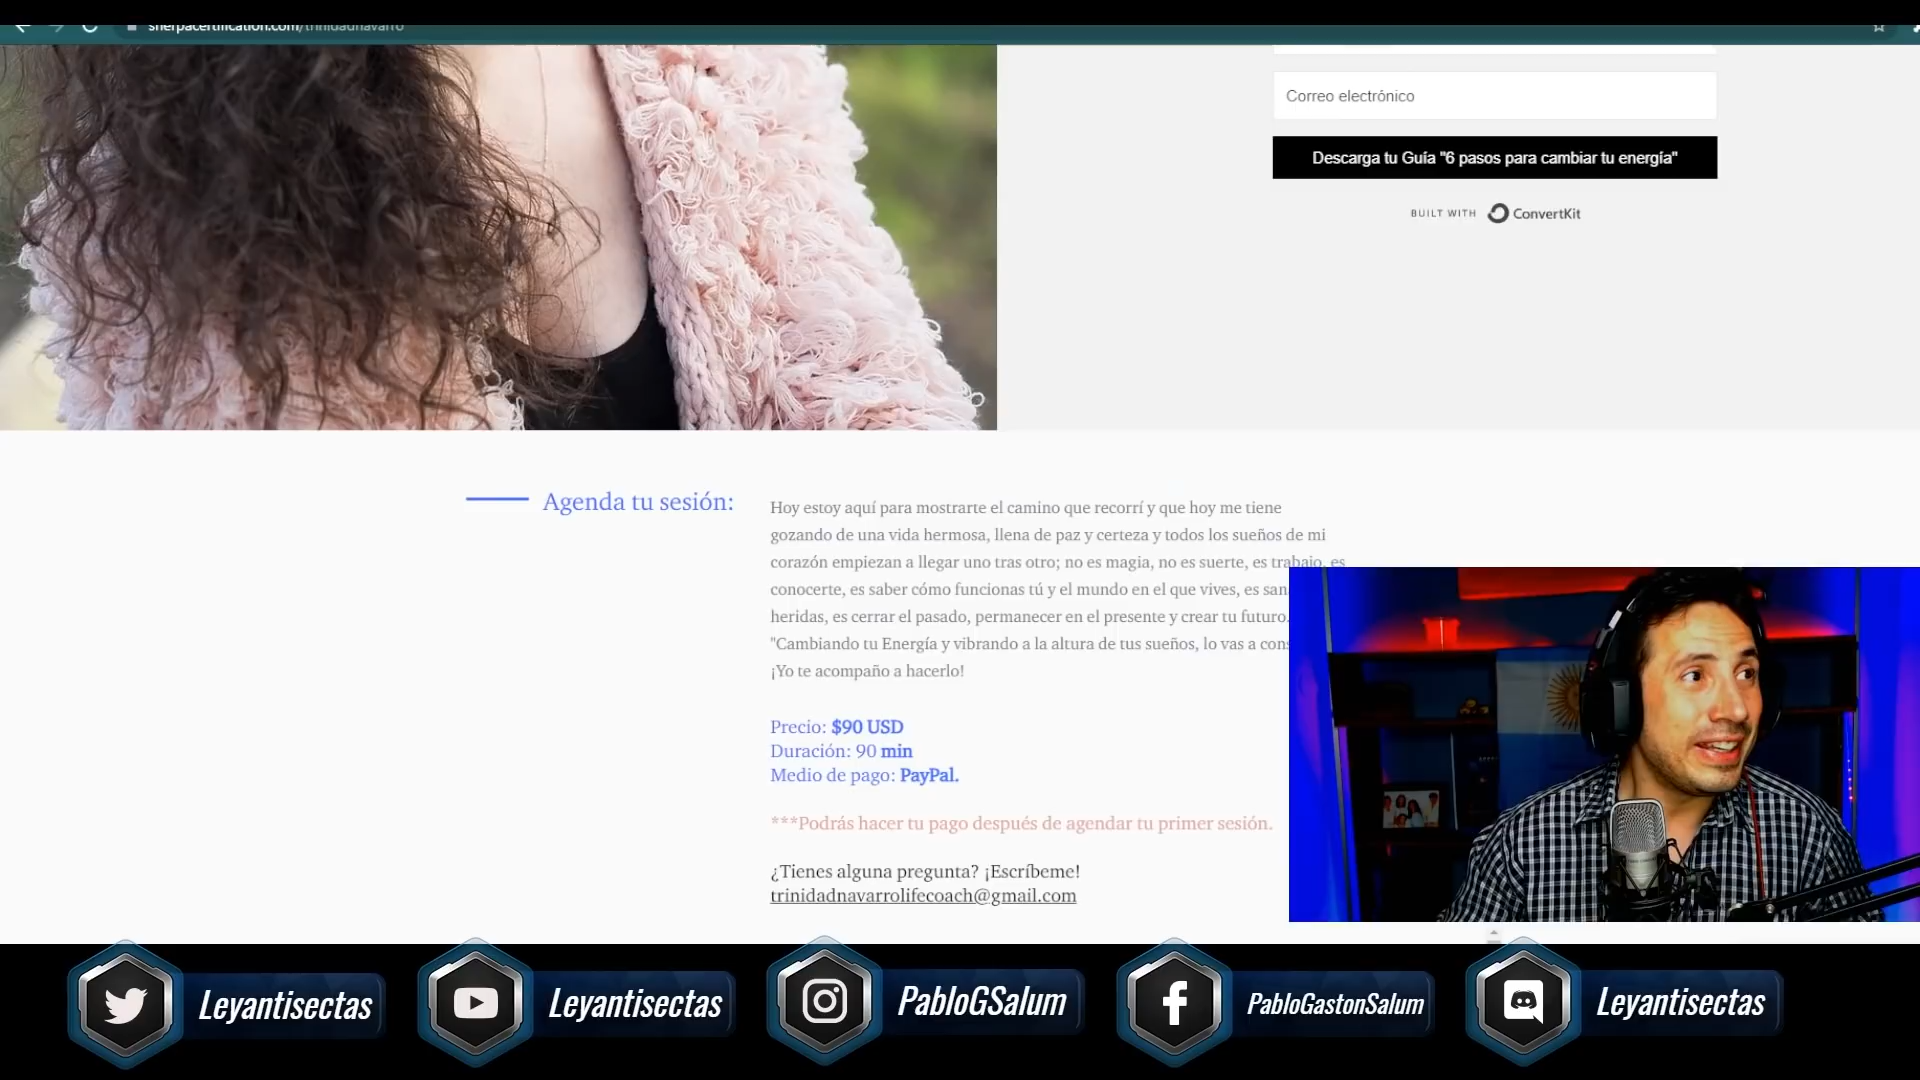 sherpacertification.com/trinidadnavarro
Correo electrónico
Descarga tu Guía "6 pasos para cambiar tu energía"
BUILT WITH ConvertKit
Agenda tu sesión:
Hoy estoy aquí para mostrarte el camino que recorrí y que hoy me tiene
gozando de una vida hermosa, llena de paz y certeza y todos los sueños de mi
corazón empiezan a llegar uno tras otro; no es magia, no es suerte, es trabajo, es
conocerte, es saber cómo funcionas tú y el mundo en el que vives, es
heridas, es cerrar el pasado, permanecer en el presente y crear tu futuro.
"Cambiando tu Energía y vibrando a la altura de tus sueños, lo vas a
¡Yo te acompaño a hacerlo!
Precio: $90 USD
Duración: 90 min
Medio de pago: PayPal.
***Podrás hacer tu pago después de agendar tu primer sesión.
¿Tienes alguna pregunta? ¡Escríbeme!
trinidadnavarrolifecoach@gmail.com
Leyantisectas
Leyantisectas
PabloGSalum
PabloGastonSalum
Leyantisectas